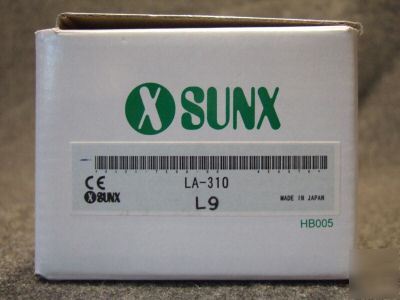 SUNX
CE
LA-310
SUNX
L9
MADE IN JAPAN
HB005